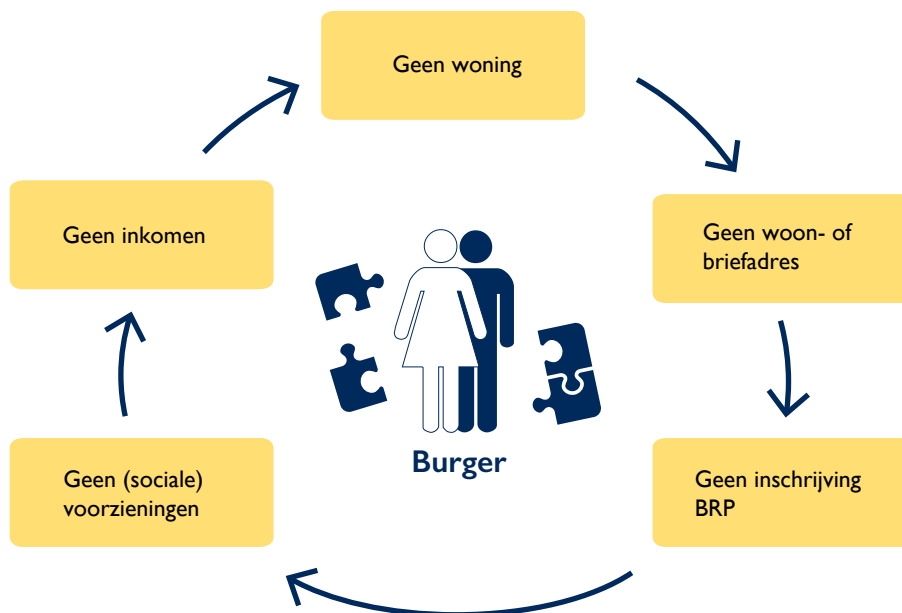 Geen woning
Geen woon- of
briefadres
Geen inschrijving
BRP
Geen (sociale)
voorzieningen
Geen inkomen
Burger